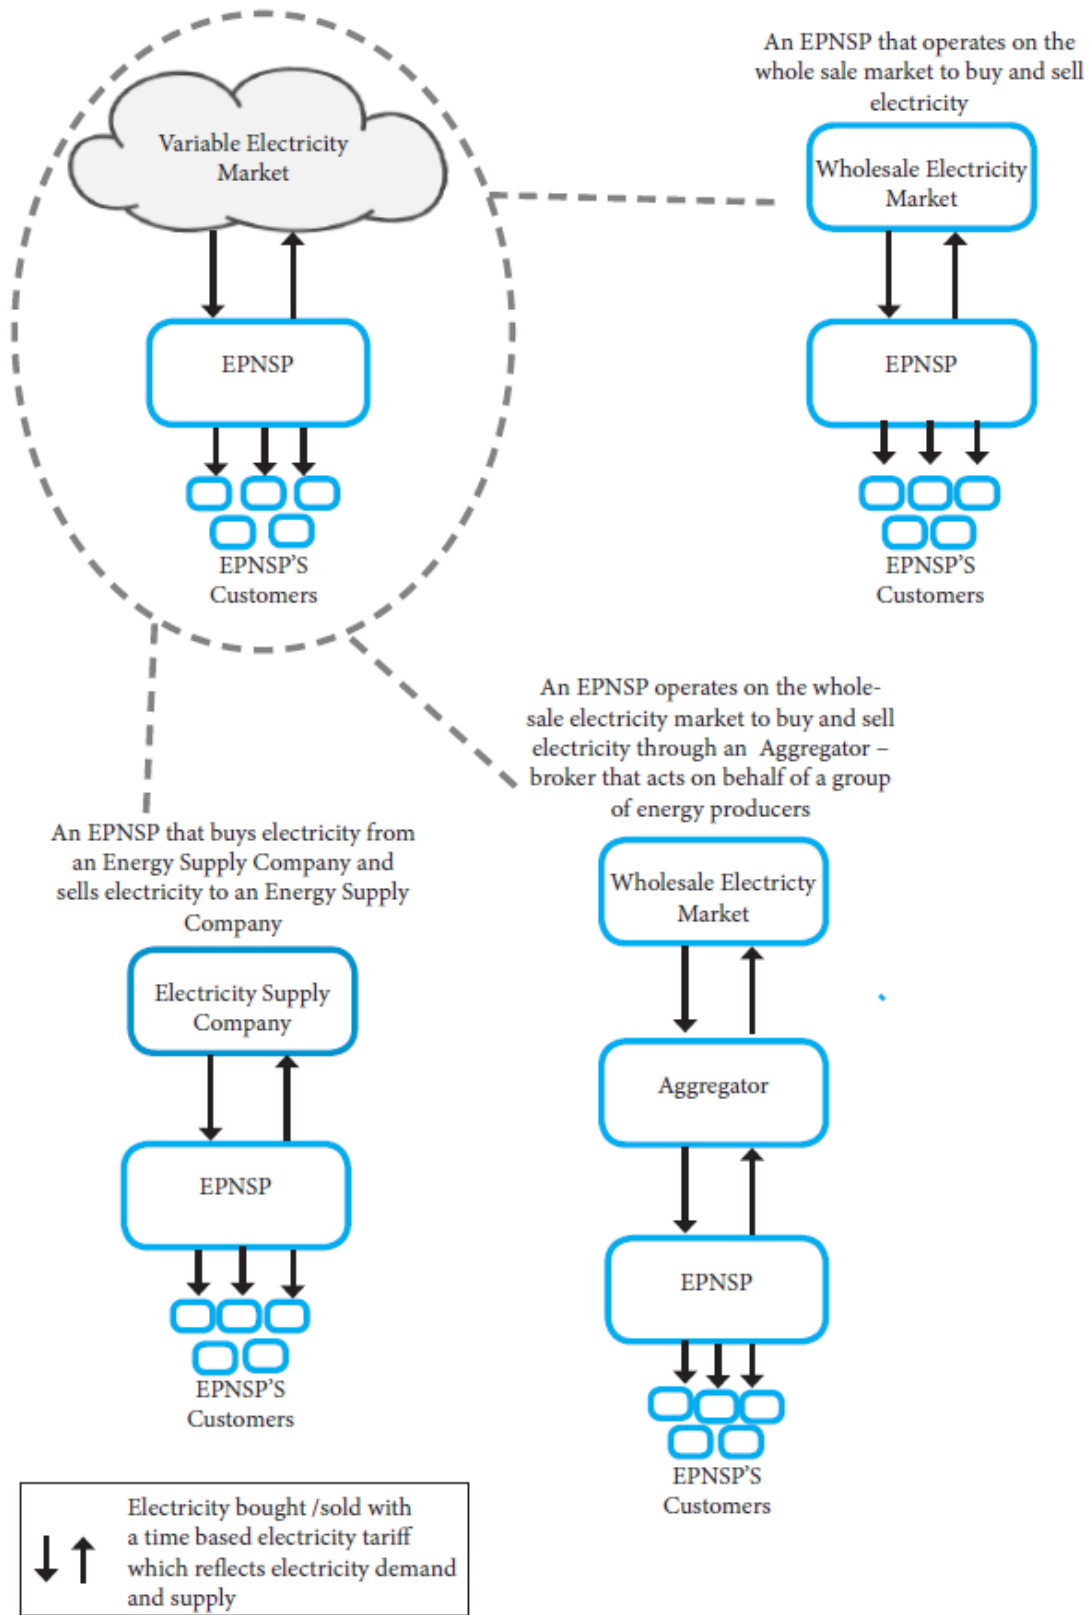 Variable Electricity
Market
EPNSP
EPNSP'S
Customers
An EPNSP that operates on the
whole sale market to buy and sell
electricity
Wholesale Electricity
Market
EPNSP
EPNSP'S
Customers
An EPNSP that buys electricity from
an Energy Supply Company and
sells electricity to an Energy Supply
Company
Electricity Supply
Company
EPNSP
EPNSP'S
Customers
An EPNSP operates on the whole-
sale electricity market to buy and sell
electricity through an Aggregator –
broker that acts on behalf of a group
of energy producers
Wholesale Electricty
Market
Aggregator
EPNSP
EPNSP'S
Customers
Electricity bought /sold with
a time based electricity tariff
which reflects electricity demand
and supply